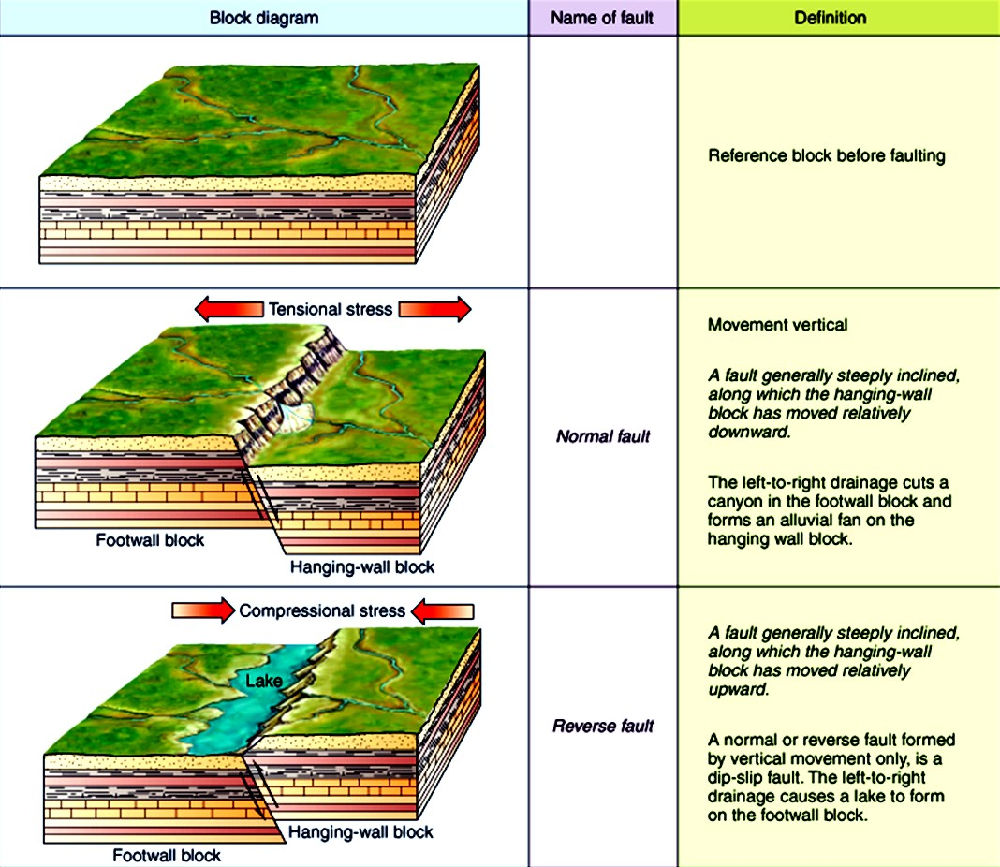 Block diagram
Name of fault
Definition
Reference block before faulting
Tensional stress
Footwall block
Hanging-wall block
Normal fault
Movement vertical
A fault generally steeply inclined,
along which the hanging-wall
block has moved relatively
downward.
The left-to-right drainage cuts a
canyon in the footwall block and
forms an alluvial fan on the
hanging wall block.
Compressional stress
Lake
Hanging-wall block
Footwall block
Reverse fault
A fault generally steeply inclined,
along which the hanging-wall
block has moved relatively
upward.
A normal or reverse fault formed
by vertical movement only, is a
dip-slip fault. The left-to-right
drainage causes a lake to form
on the footwall block.